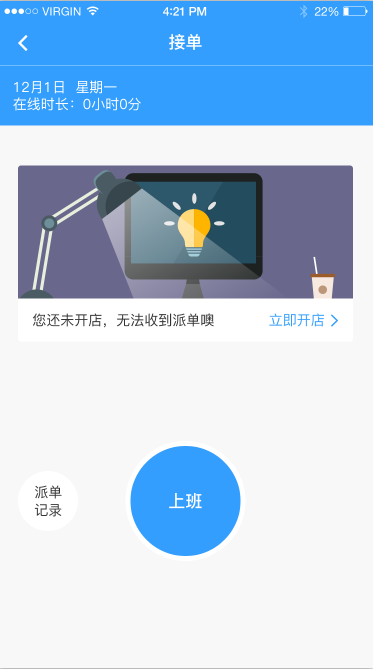 VIRGIN
4:21 PM
22%
接单
12月1日 星期一
在线时长：0小时0分
您还未开店，无法收到派单噢
立即开店
派单
记录
上班